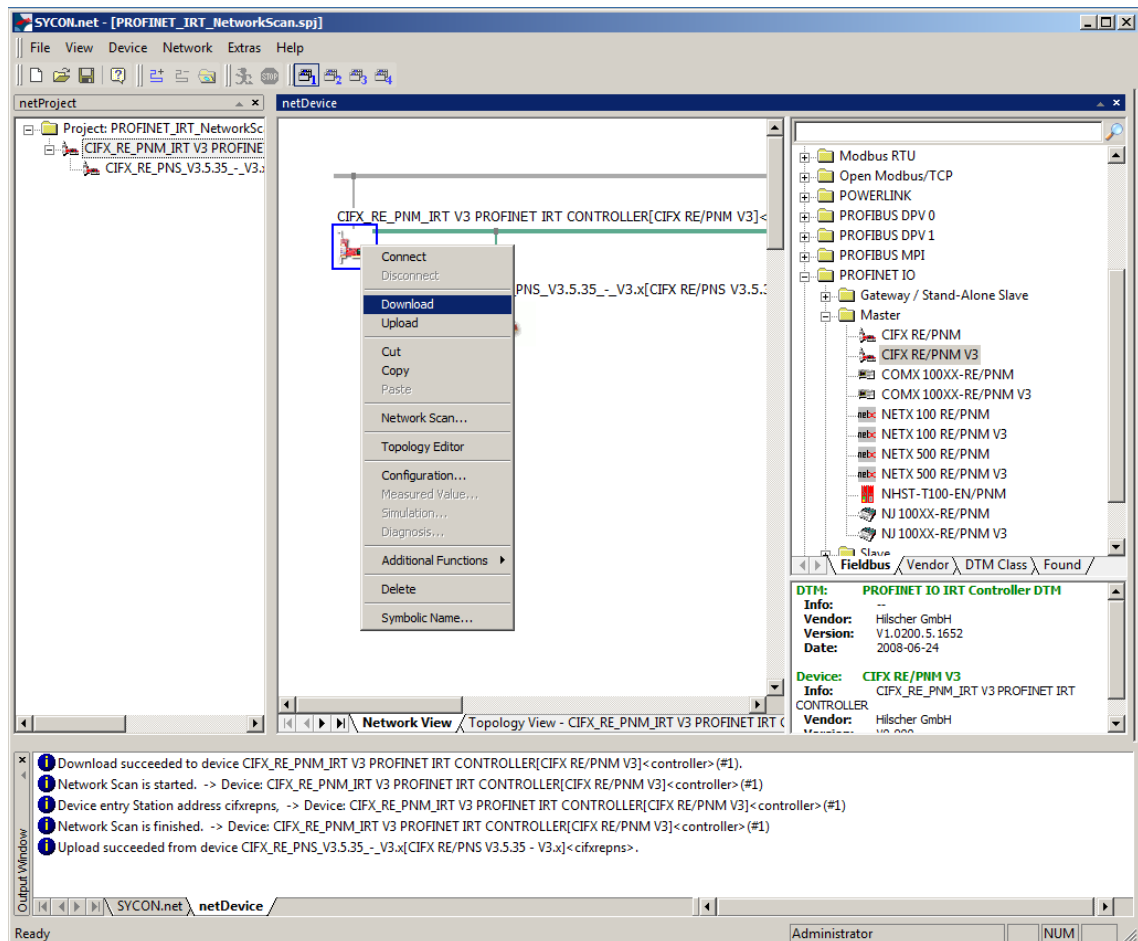 SYCON.net - [PROFINET_IRT_NetworkScan.spj]
File View Device Network Extras Help
netProject
netDevice
Project: PROFINET_IRT_NetworkSc
CIFX_RE_PNM_IRT V3 PROFINE
CIFX_RE_PNS_V3.5.35_-_V3.x
CIFX_RE_PNM_IRT V3 PROFINET IRT CONTROLLER[CIFX RE/PNM V3]<
PNS_V3.5.35_-_V3.x[CIFX RE/PNS V3.5.3
Connect
Disconnect
Download
Upload
Cut
Copy
Paste
Network Scan...
Topology Editor
Configuration...
Measured Value...
Simulation...
Diagnosis...
Additional Functions
Delete
Symbolic Name...
Network View
Topology View - CIFX_RE_PNM_IRT V3 PROFINET IRT C
Modbus RTU
Open Modbus/TCP
POWERLINK
PROFIBUS DPV 0
PROFIBUS DPV 1
PROFIBUS MPI
PROFINET IO
Gateway / Stand-Alone Slave
Master
CIFX RE/PNM
CIFX RE/PNM V3
COMX 100XX-RE/PNM
COMX 100XX-RE/PNM V3
NETX 100 RE/PNM
NETX 100 RE/PNM V3
NETX 500 RE/PNM
NETX 500 RE/PNM V3
NHST-T100-EN/PNM
NJ 100XX-RE/PNM
NJ 100XX-RE/PNM V3
Slave
Fieldbus Vendor DTM Class Found
DTM: PROFINET IO IRT Controller DTM
Info: --
Vendor: Hilscher GmbH
Version: V1.0200.5.1652
Date: 2008-06-24
Device: CIFX RE/PNM V3
Info: CIFX_RE_PNM_IRT V3 PROFINET IRT
CONTROLLER
Vendor: Hilscher GmbH
Download succeeded to device CIFX_RE_PNM_IRT V3 PROFINET IRT CONTROLLER[CIFX RE/PNM V3]<controller>(#1).
Network Scan is started. -> Device: CIFX_RE_PNM_IRT V3 PROFINET IRT CONTROLLER[CIFX RE/PNM V3]<controller>(#1)
Device entry Station address cifxrepns, -> Device: CIFX_RE_PNM_IRT V3 PROFINET IRT CONTROLLER[CIFX RE/PNM V3]<controller>(#1)
Network Scan is finished. -> Device: CIFX_RE_PNM_IRT V3 PROFINET IRT CONTROLLER[CIFX RE/PNM V3]<controller>(#1)
Upload succeeded from device CIFX_RE_PNS_V3.5.35_-_V3.x[CIFX RE/PNS V3.5.35 - V3.x]<cifxrepns>.
Output Window
SYCON.net netDevice
Ready
Administrator
NUM